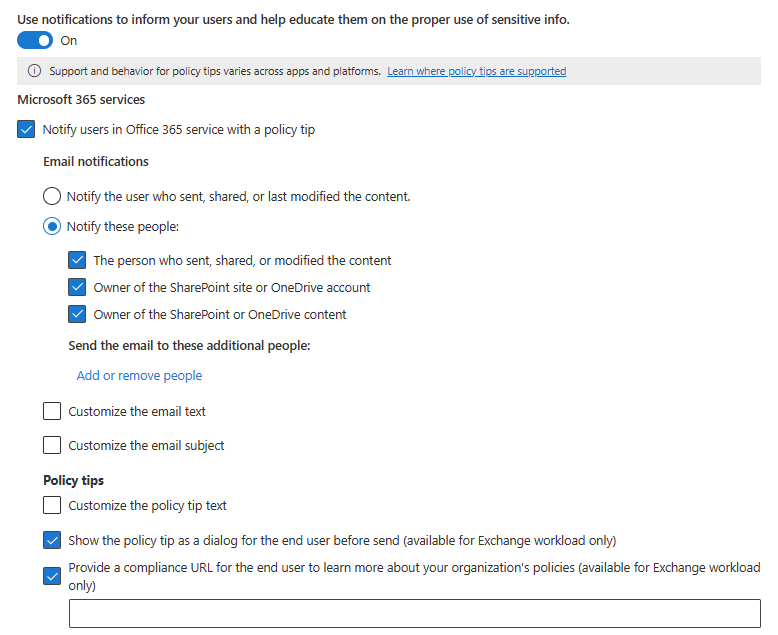 Use notifications to inform your users and help educate them on the proper use of sensitive info.
On
Support and behavior for policy tips varies across apps and platforms. Learn where policy tips are supported
Microsoft 365 services
Notify users in Office 365 service with a policy tip
Email notifications
Notify the user who sent, shared, or last modified the content.
Notify these people:
The person who sent, shared, or modified the content
Owner of the SharePoint site or OneDrive account
Owner of the SharePoint or OneDrive content
Send the email to these additional people:
Add or remove people
Customize the email text
Customize the email subject
Policy tips
Customize the policy tip text
Show the policy tip as a dialog for the end user before send (available for Exchange workload only)
Provide a compliance URL for the end user to learn more about your organization's policies (available for Exchange workload
only)